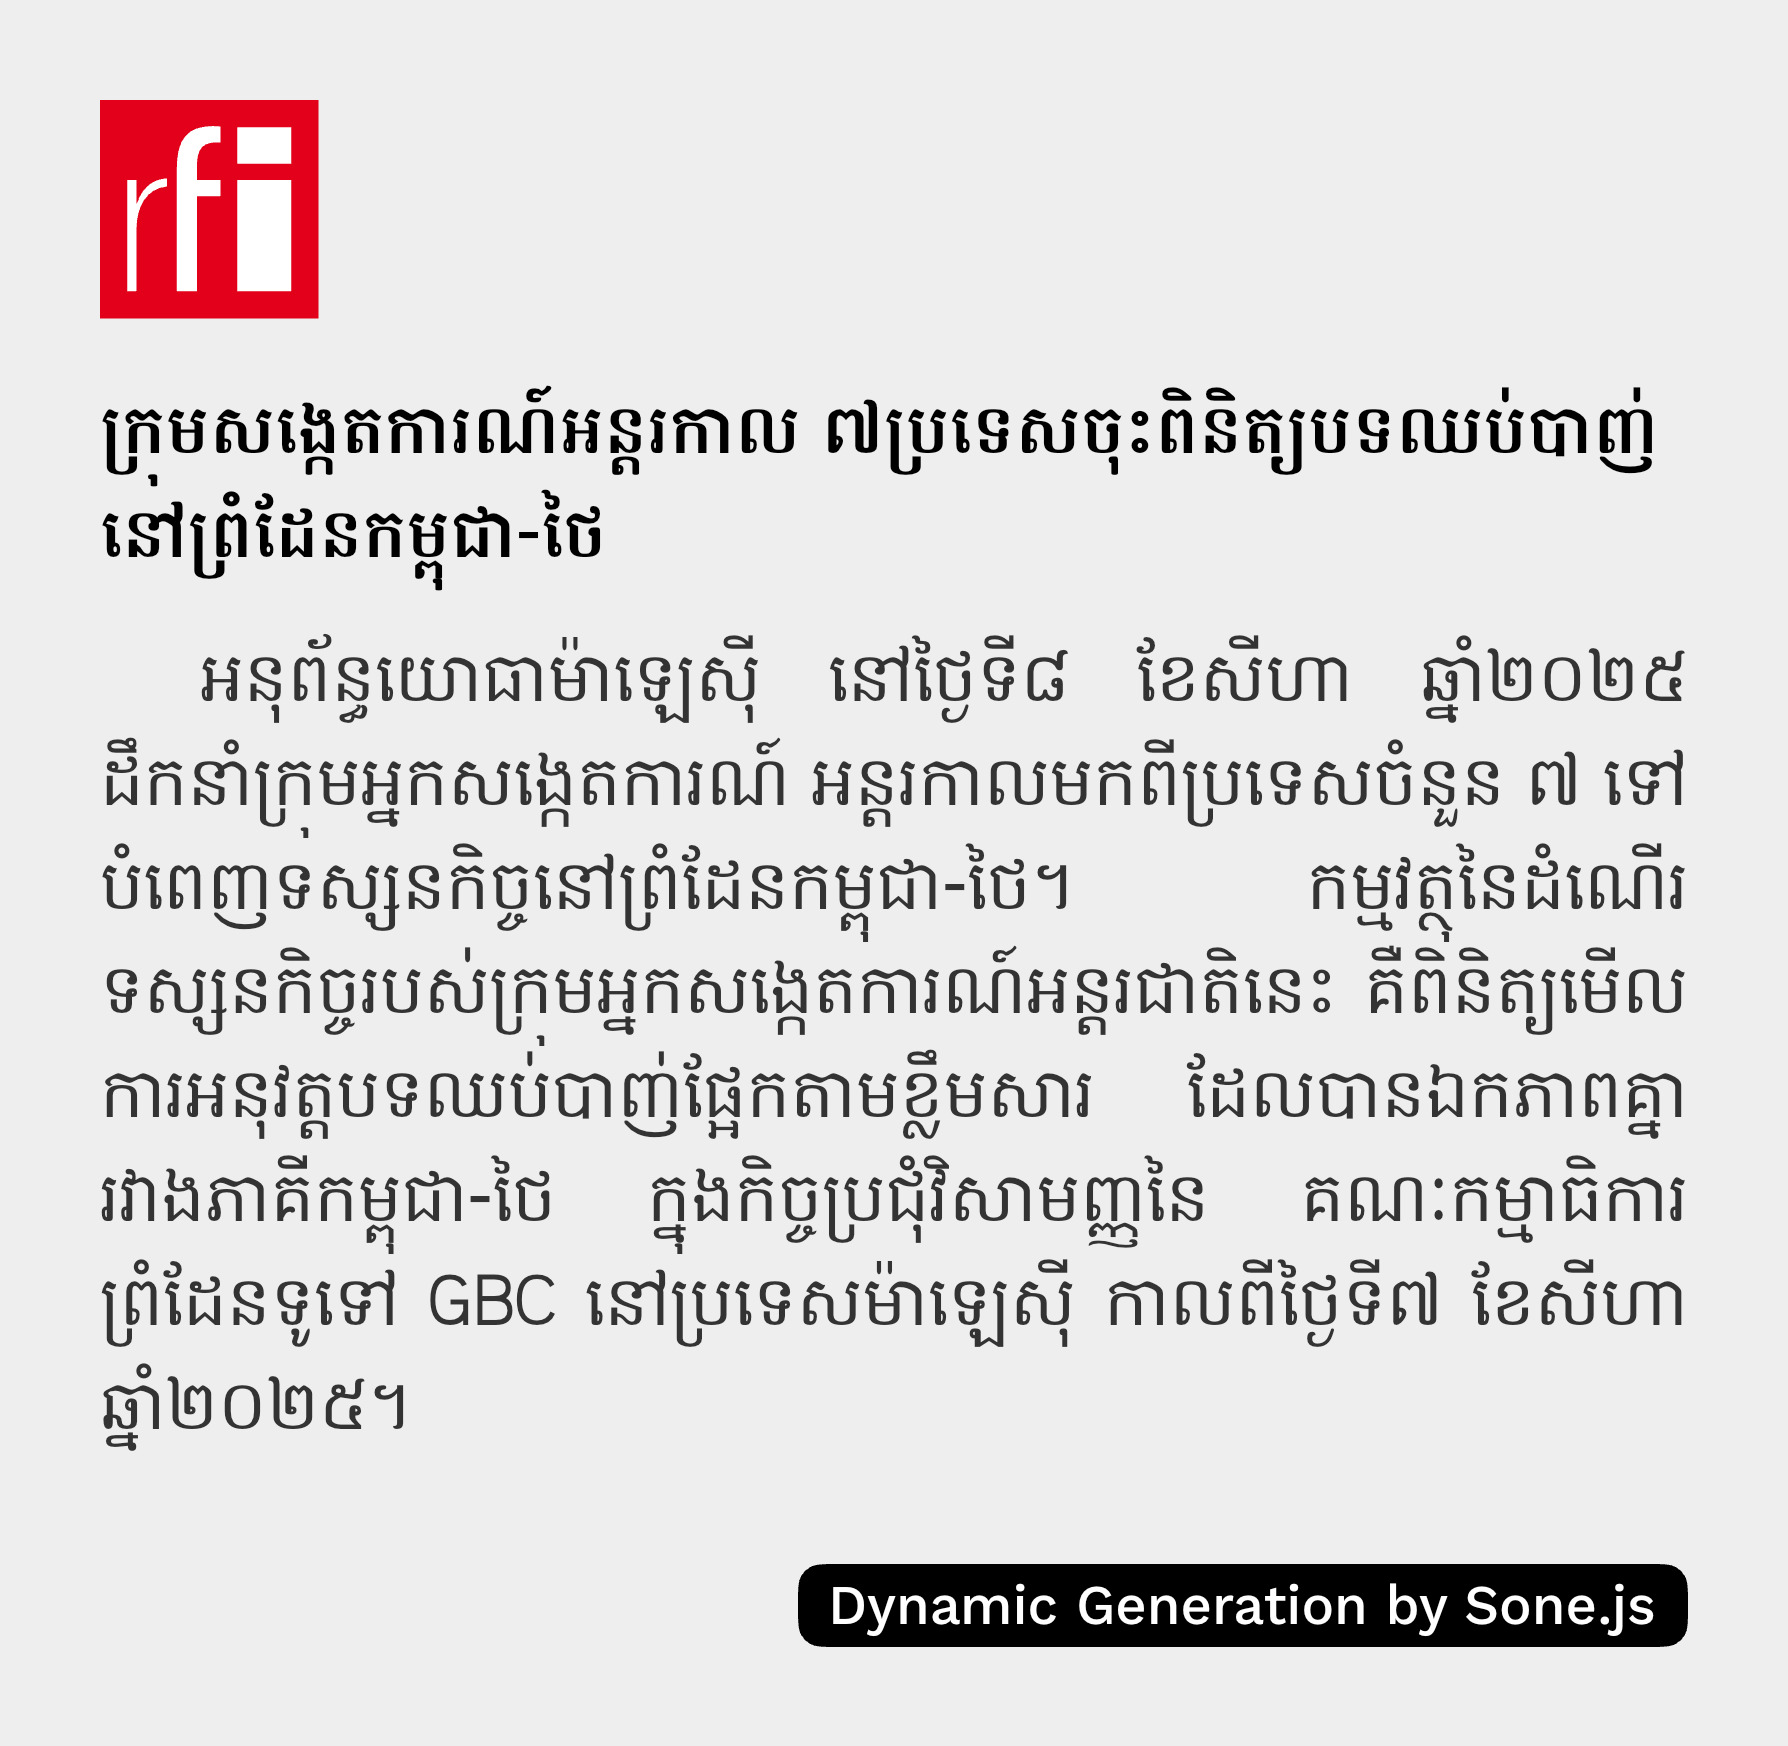 rfi
ក្រុមសង្កេតការណ៍អន្តរកាល ៧ប្រទេសចុះពិនិត្យបទឈប់បាញ់
នៅព្រំដែនកម្ពុជា-ថៃ
អនុព័ន្ធយោធាម៉ាឡេស៊ី នៅថ្ងៃទី៨ ខែសីហា ឆ្នាំ២០២៥
ដឹកនាំក្រុមអ្នកសង្កេតការណ៍ អន្តរកាលមកពីប្រទេសចំនួន ៧ ទៅ
បំពេញទស្សនកិច្ចនៅព្រំដែនកម្ពុជា-ថៃ។ កម្មវត្ថុនៃដំណើរ
ទស្សនកិច្ចរបស់ក្រុមអ្នកសង្កេតការណ៍អន្តរជាតិនេះ គឺពិនិត្យមើល
ការអនុវត្តបទឈប់បាញ់ផ្អែកតាមខ្លឹមសារ ដែលបានឯកភាពគ្នា
រវាងភាគីកម្ពុជា-ថៃ ក្នុងកិច្ចប្រជុំវិសាមញ្ញនៃ គណៈកម្មាធិការ
ព្រំដែនទូទៅ GBC នៅប្រទេសម៉ាឡេស៊ី កាលពីថ្ងៃទី៧ ខែសីហា
ឆ្នាំ២០២៥។
Dynamic Generation by Sone.js